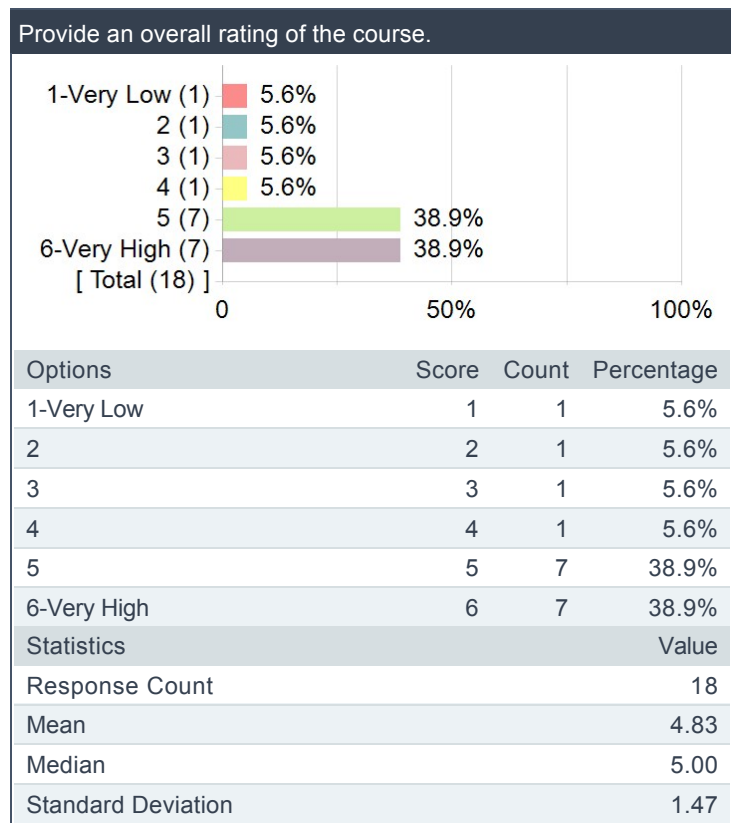 Provide an overall rating of the course.
1-Very Low (1) 5.6%
2 (1) 5.6%
3 (1) 5.6%
4 (1) 5.6%
5 (7) 38.9%
6-Very High (7) 38.9%
[ Total (18) ]
0 50% 100%
Options Score Count Percentage
1-Very Low 1 1 5.6%
2 2 1 5.6%
3 3 1 5.6%
4 4 1 5.6%
5 5 7 38.9%
6-Very High 6 7 38.9%
Statistics Value
Response Count 18
Mean 4.83
Median 5.00
Standard Deviation 1.47